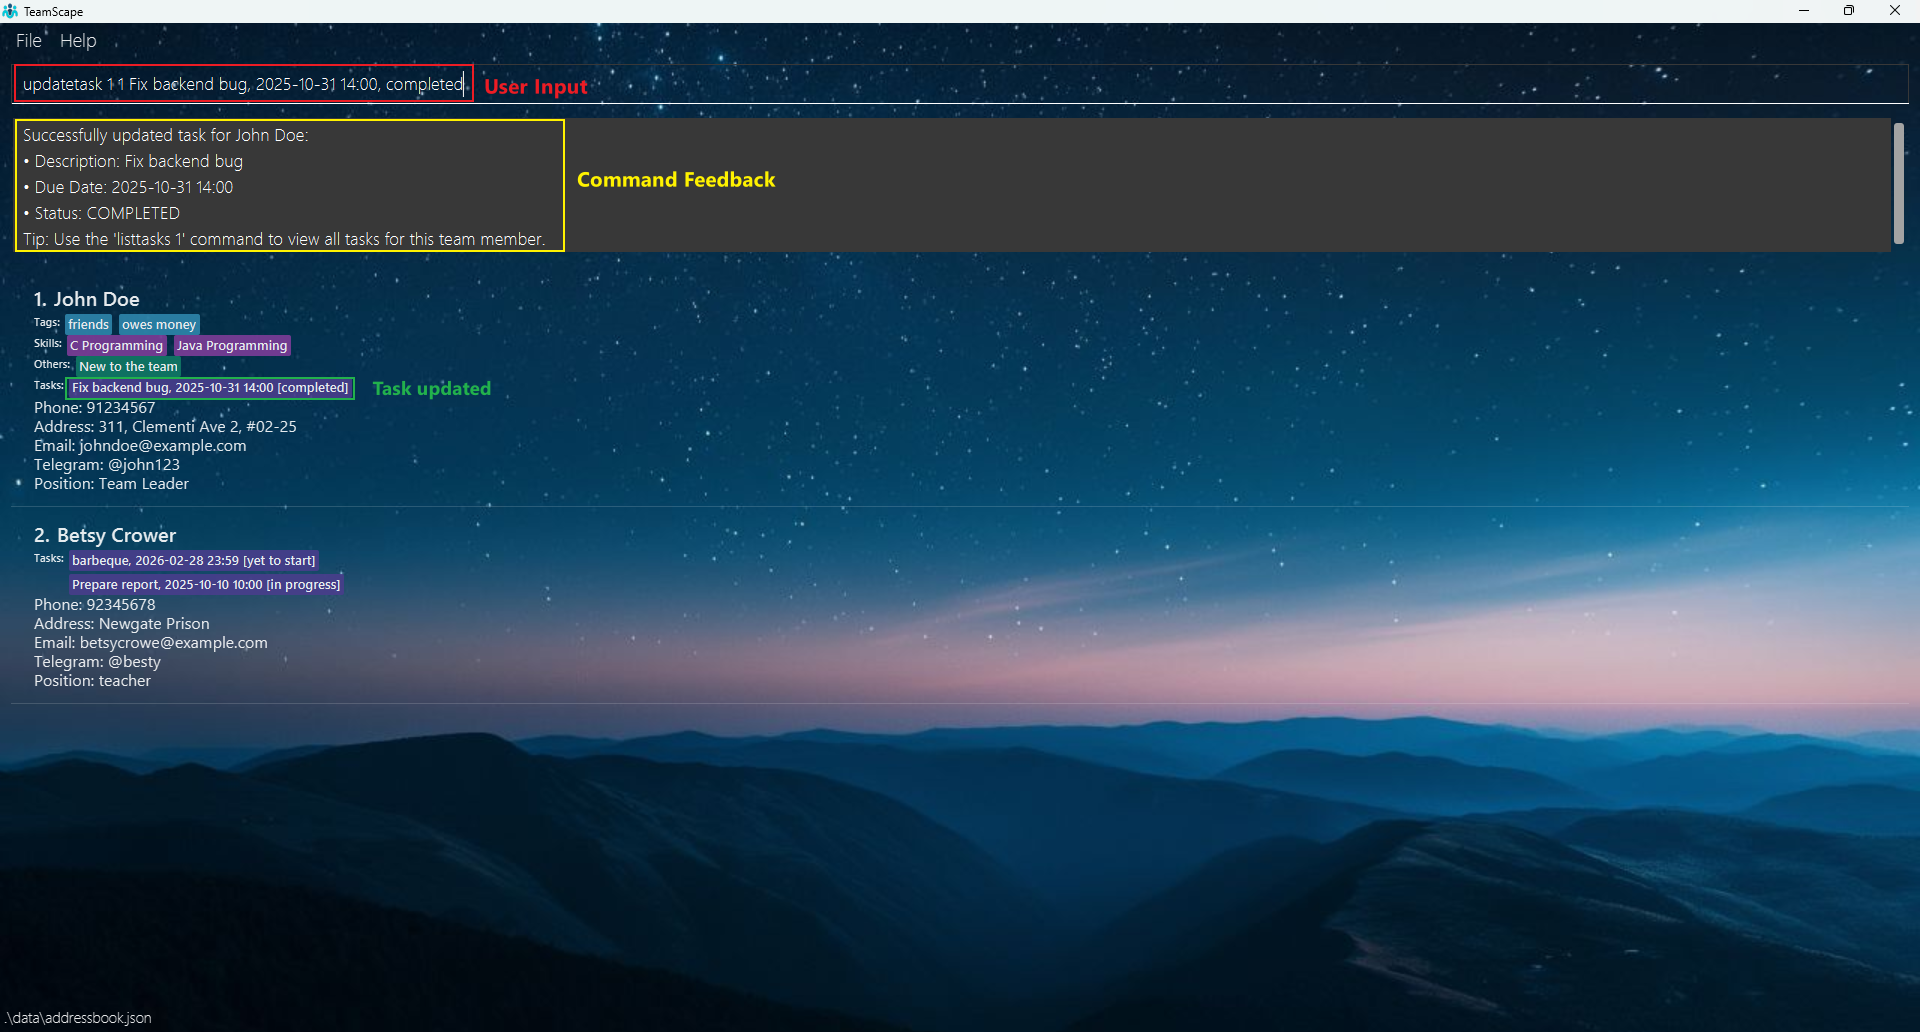 TeamScape
File Help
updatetask 1 1 Fix backend bug, 2025-10-31 14:00, completed User Input
Successfully updated task for John Doe:
• Description: Fix backend bug
• Due Date: 2025-10-31 14:00
• Status: COMPLETED
Tip: Use the 'listtasks 1' command to view all tasks for this team member.
Command Feedback
1. John Doe
Tags: friends owes money
Skills: C Programming Java Programming
Others: New to the team
Tasks: Fix backend bug, 2025-10-31 14:00 [completed] Task updated
Phone: 91234567
Address: 311, Clementi Ave 2, #02-25
Email: johndoe@example.com
Telegram: @john123
Position: Team Leader
2. Betsy Crower
Tasks: barbeque, 2026-02-28 23:59 [yet to start]
Prepare report, 2025-10-10 10:00 [in progress]
Phone: 92345678
Address: Newgate Prison
Email: betsycrowe@example.com
Telegram: @besty
Position: teacher
.\data\addressbook.json